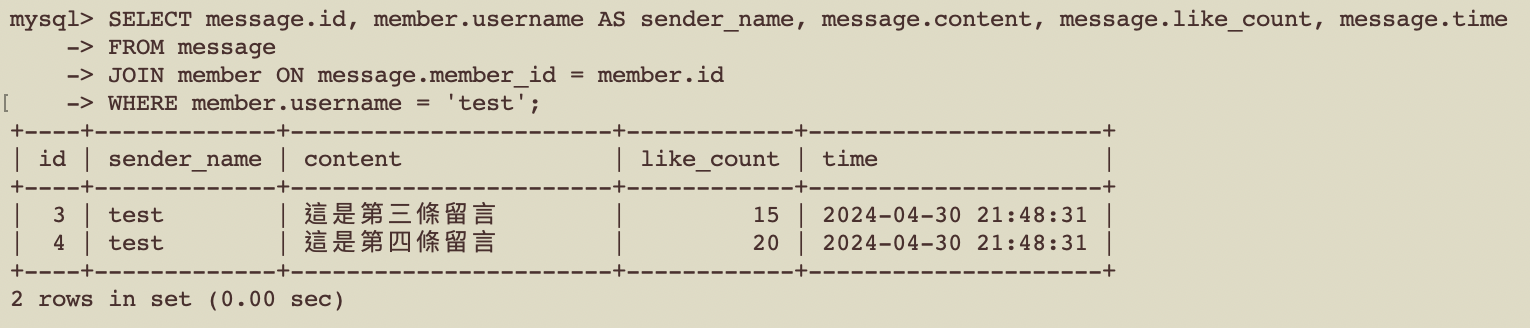 mysql> SELECT message.id, member.username AS sender_name, message.content, message.like_count, message.time
    -> FROM message
    -> JOIN member ON message.member_id = member.id
[    -> WHERE member.username = 'test';
+----+-------------+-----------------------+------------+---------------------+
| id | sender_name | content               | like_count | time                |
+----+-------------+-----------------------+------------+---------------------+
|  3 | test        | 這是第三條留言         |         15 | 2024-04-30 21:48:31 |
|  4 | test        | 這是第四條留言         |         20 | 2024-04-30 21:48:31 |
+----+-------------+-----------------------+------------+---------------------+
2 rows in set (0.00 sec)